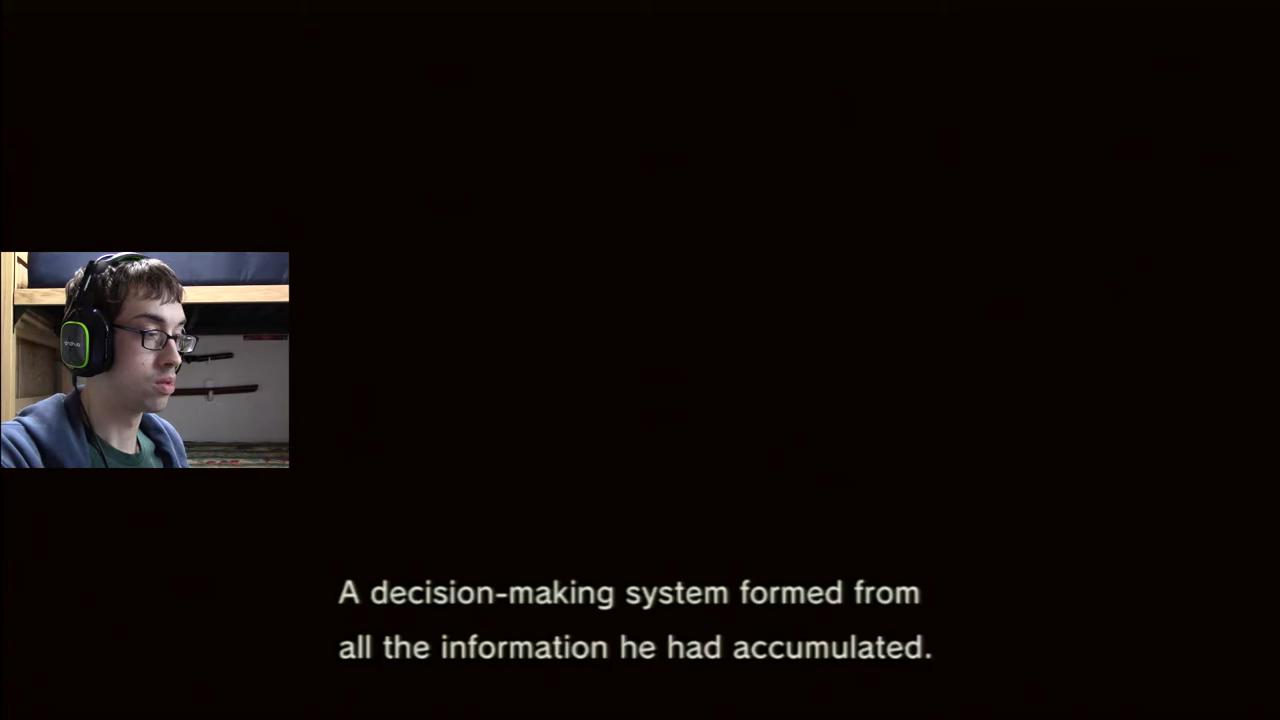 A decision-making system formed from
all the information he had accumulated.